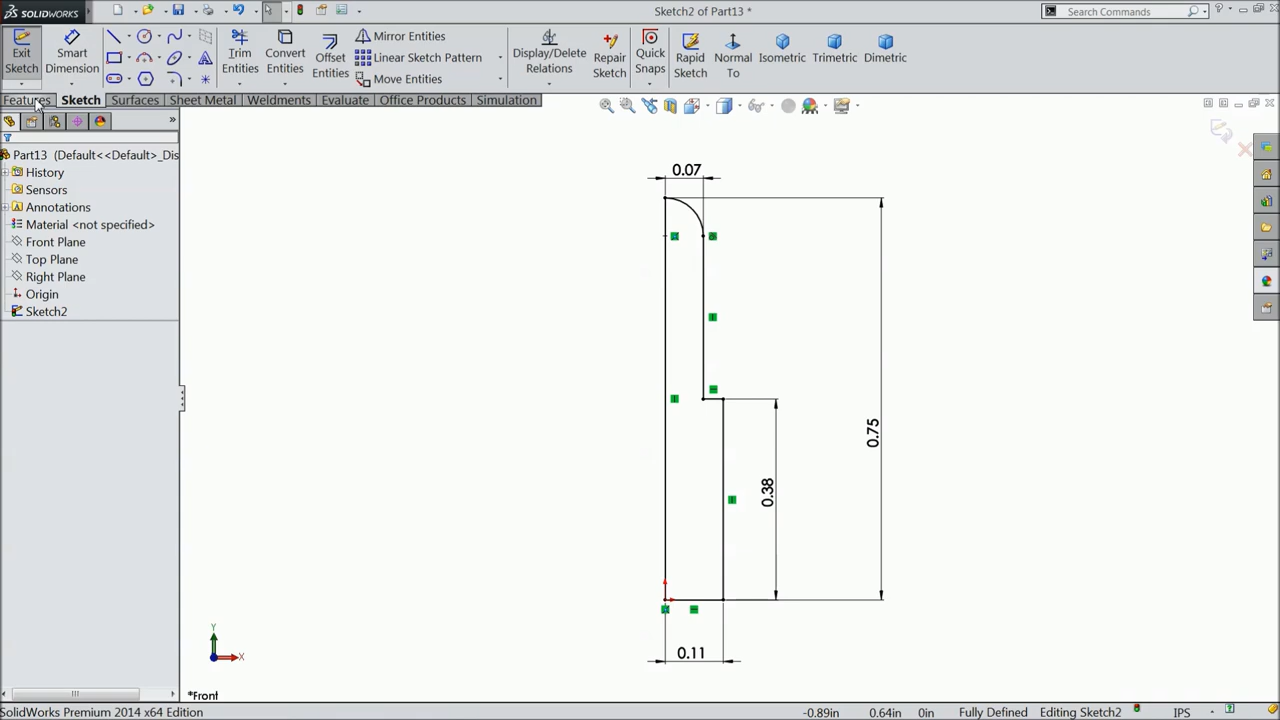 SOLIDWORKS
Sketch2 of Part13 *
Search Commands
Exit Sketch
Smart Dimension
Trim Entities
Convert Entities
Offset Entities
Mirror Entities
Linear Sketch Pattern
Move Entities
Display/Delete Relations
Repair Sketch
Quick Snaps
Rapid Sketch
Normal To
Isometric
Trimetric
Dimetric
Features Sketch Surfaces Sheet Metal Weldments Evaluate Office Products Simulation
Part13 (Default<<Default>_Dis
History
Sensors
Annotations
Material <not specified>
Front Plane
Top Plane
Right Plane
Origin
Sketch2
0.07
0.75
0.38
0.11
Y
X
*Front
SolidWorks Premium 2014 x64 Edition
-0.89in 0.64in 0in Fully Defined Editing Sketch2 IPS